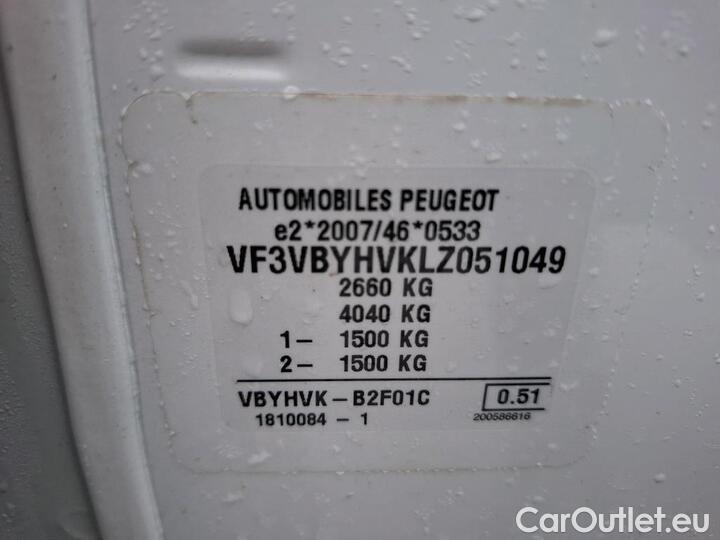 AUTOMOBILES PEUGEOT
e2*2007/46*0533
VF3VBYHVKLZ051049
2660 KG
4040 KG
1- 1500 KG
2- 1500 KG
VBYHVK-B2F01C 0.51
1810084 - 1 200586616
CarOutlet.eu